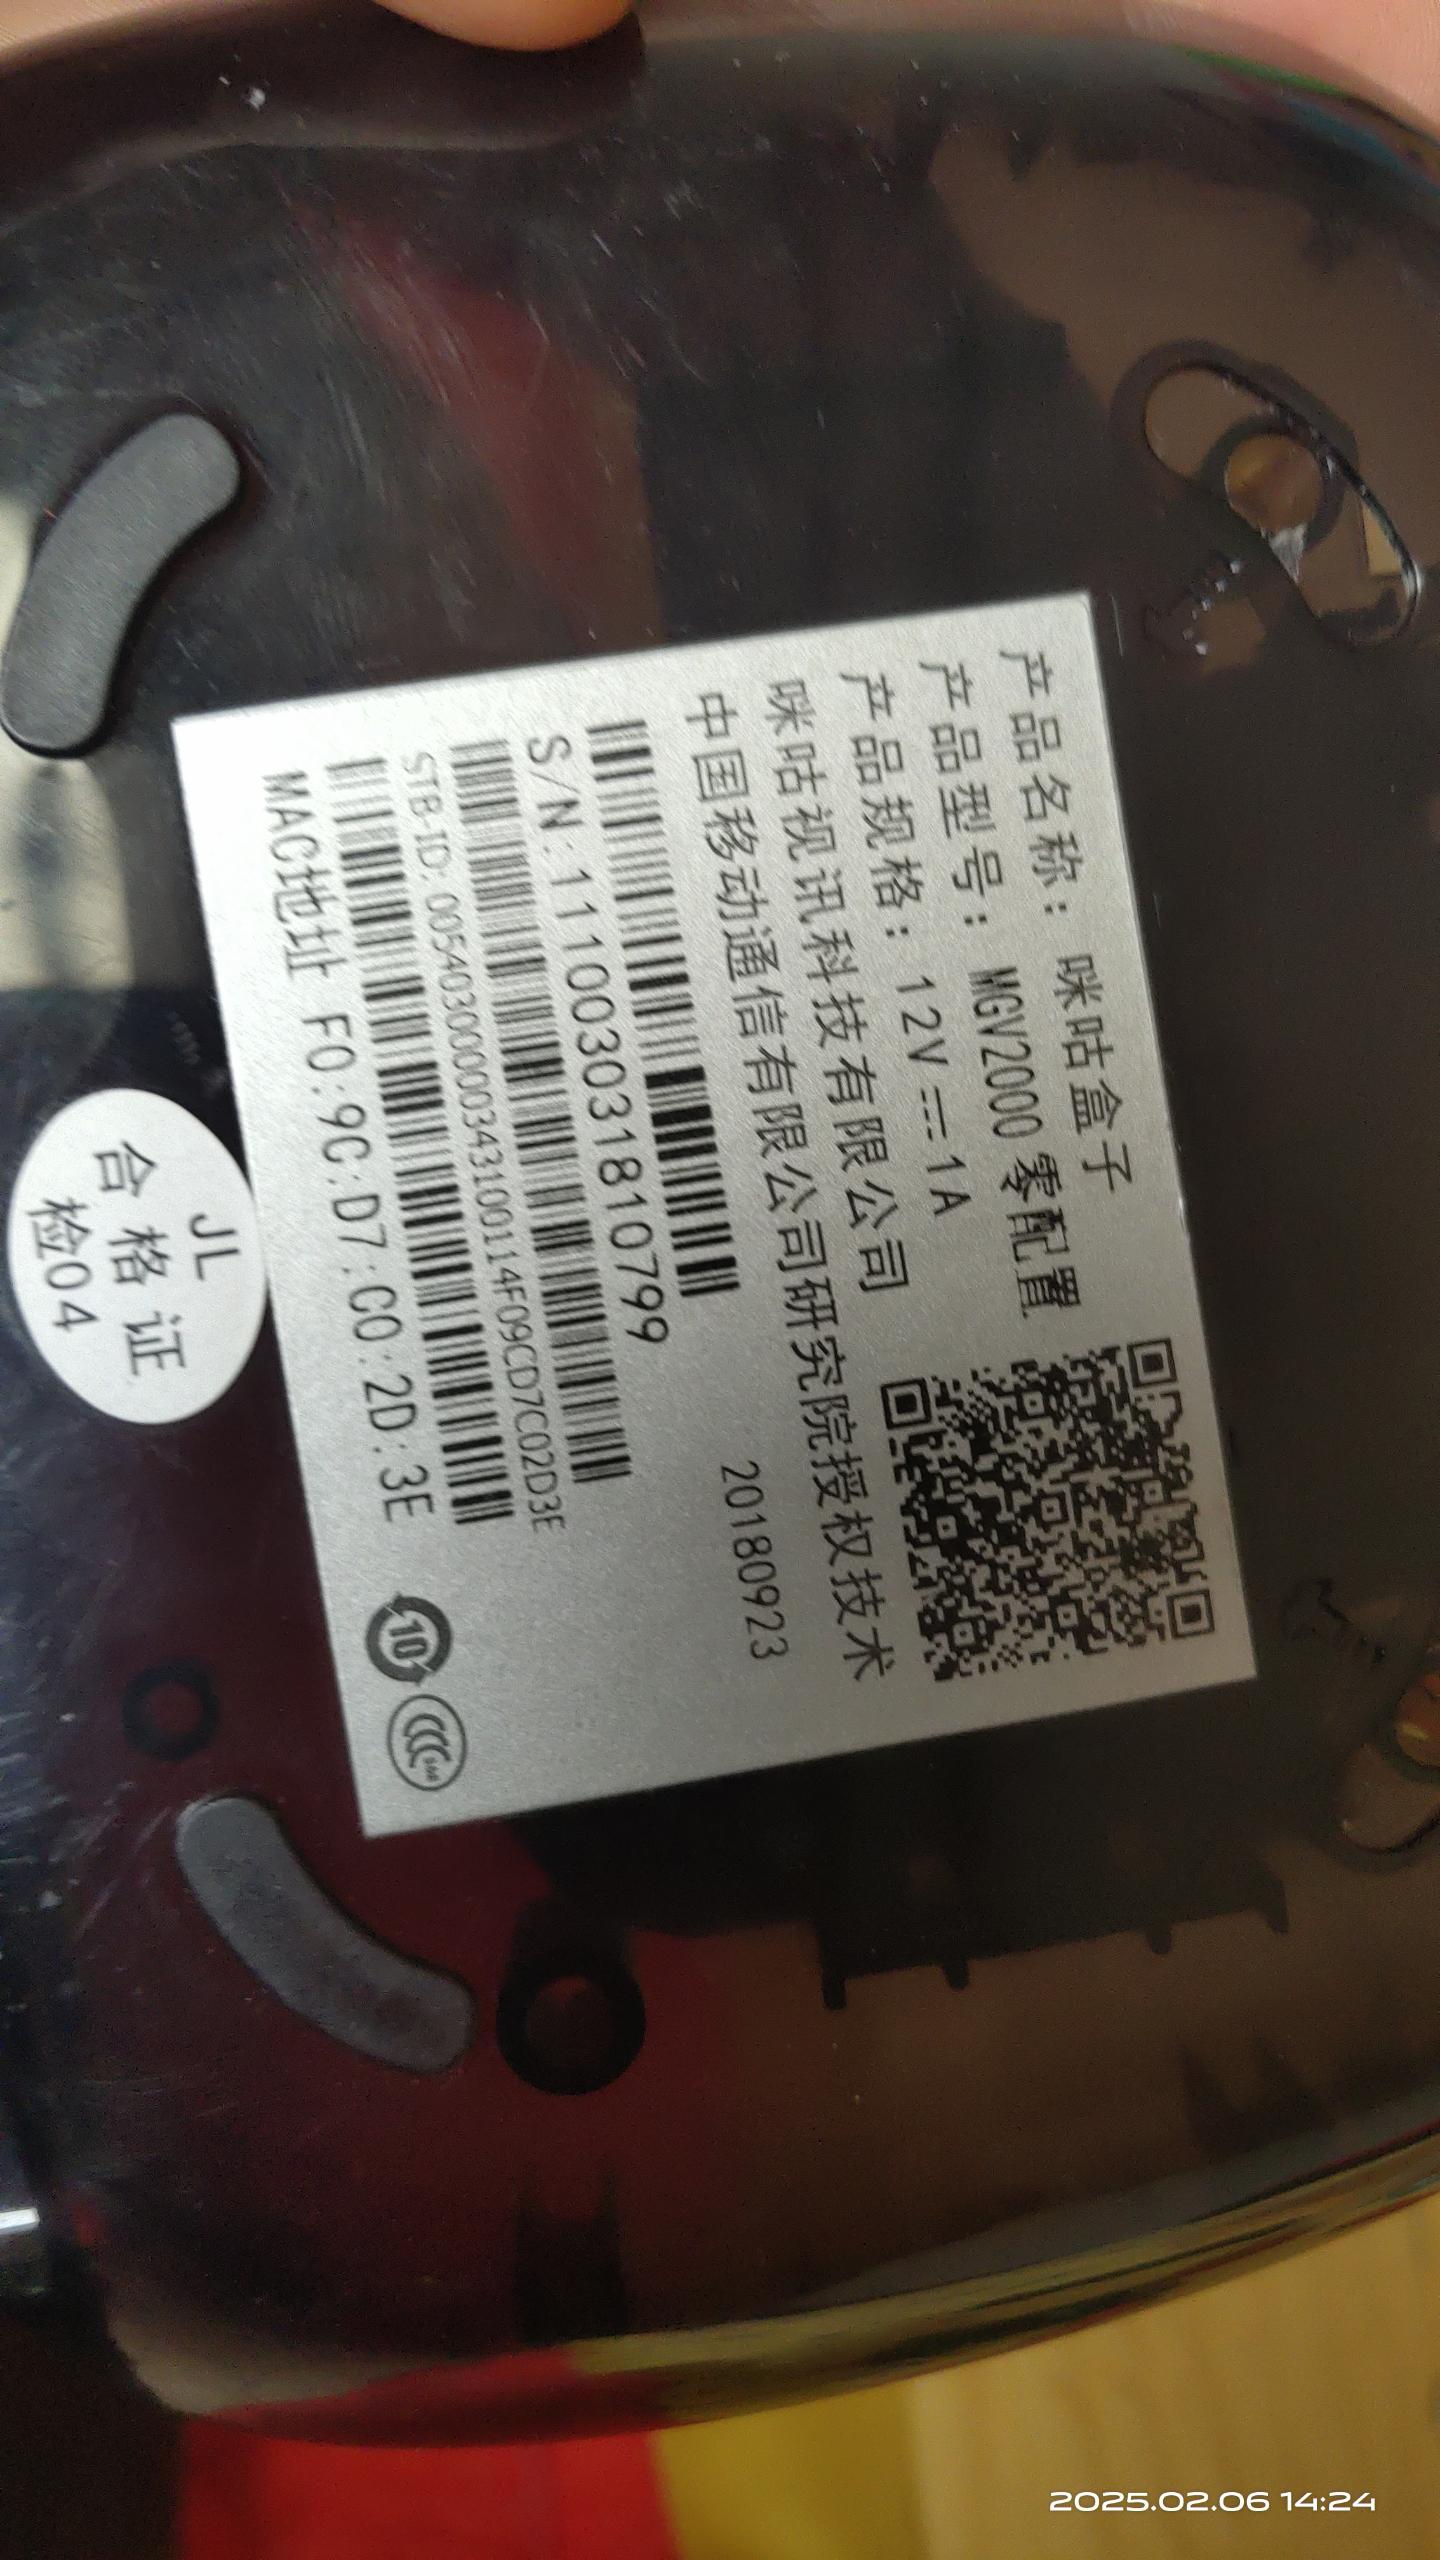 产品名称：咪咕盒子
产品型号：MGV2000 零配置
产品规格：12V⎓1A
咪咕视讯科技有限公司
中国移动通信有限公司研究院授权技术
20180923
S/N:111003031810799
STB-ID:005403000003431001 14F09CD7C02D3E
MAC地址 F0:9C:D7:C0:2D:3E
10
CCC
JL
合格证
检04
2025.02.06 14:24